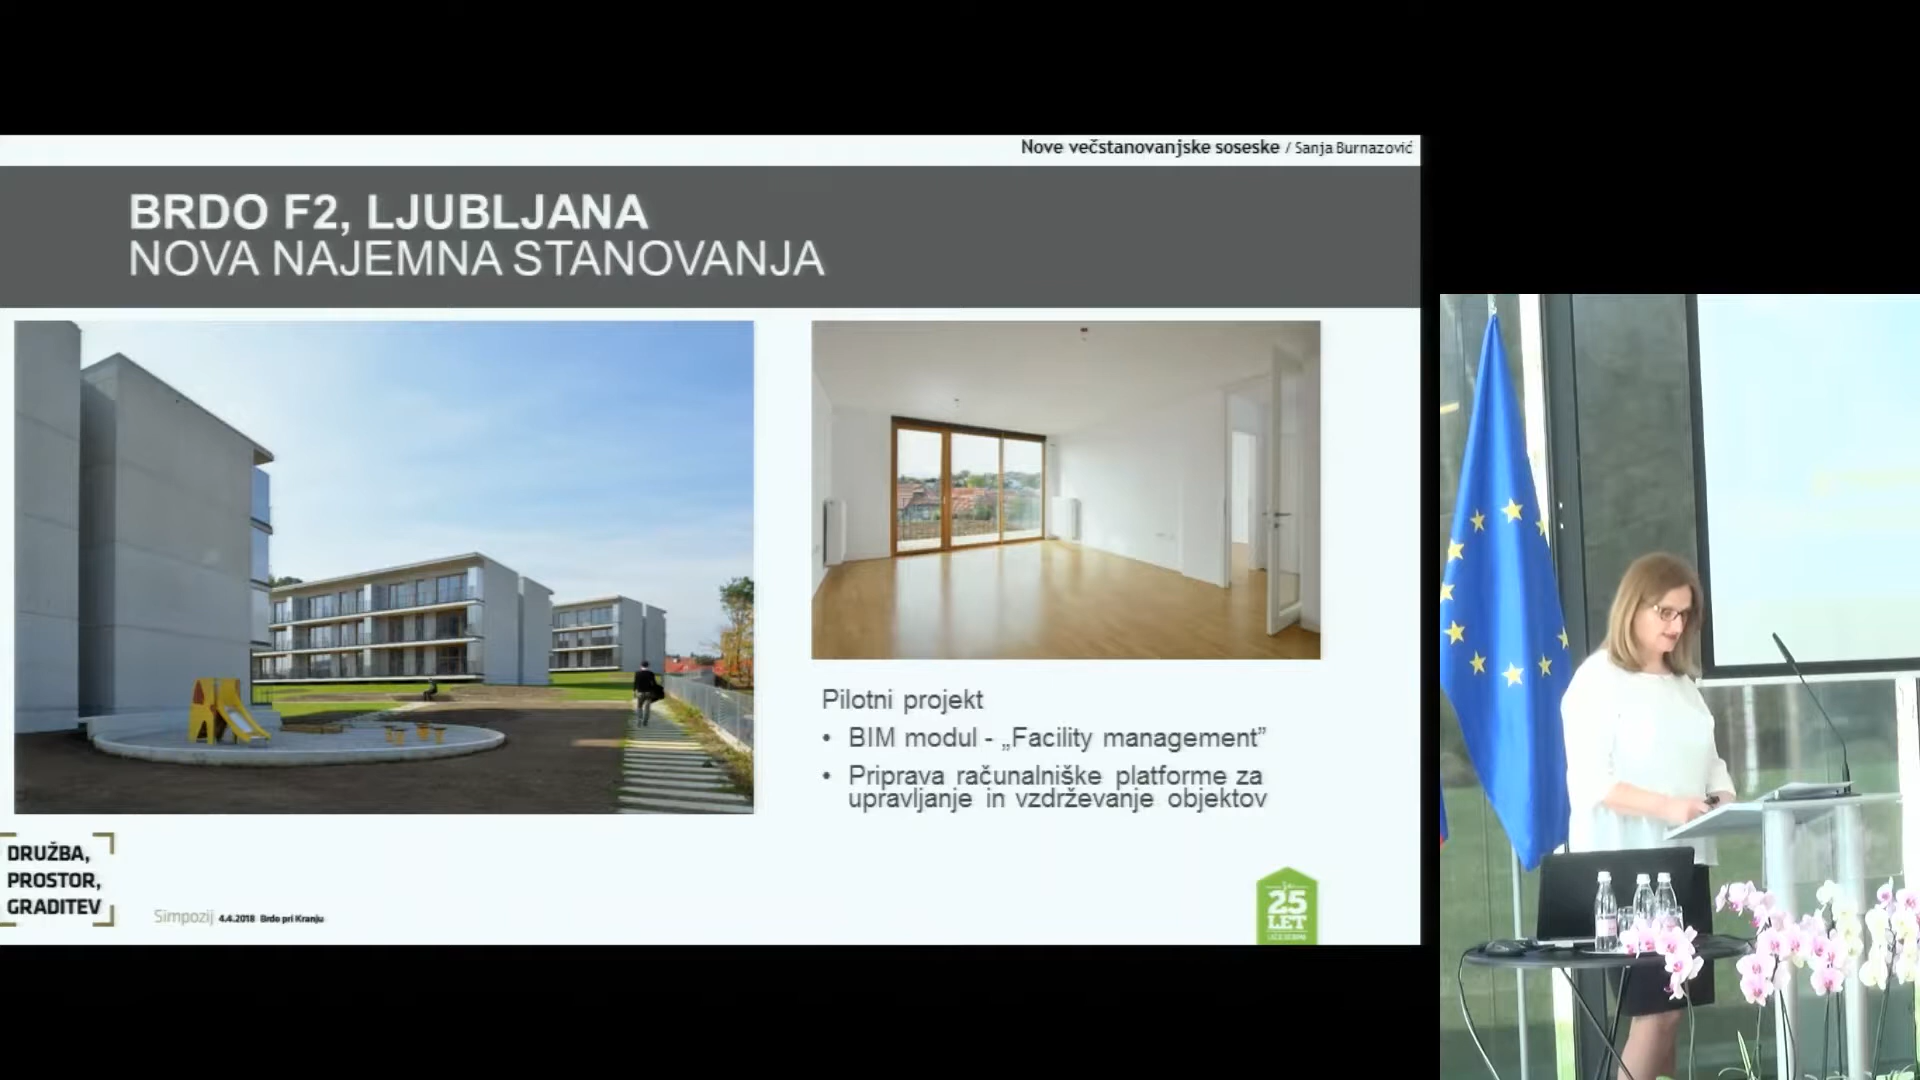 Nove večstanovanjske soseske / Sanja Burnazović
BRDO F2, LJUBLJANA
NOVA NAJEMNA STANOVANJA
Pilotni projekt
• BIM modul - „Facility management”
• Priprava računalniške platforme za
upravljanje in vzdrževanje objektov
DRUŽBA,
PROSTOR,
GRADITEV
Simpozij 4.4.2018 Brdo pri Kranju
25
LET